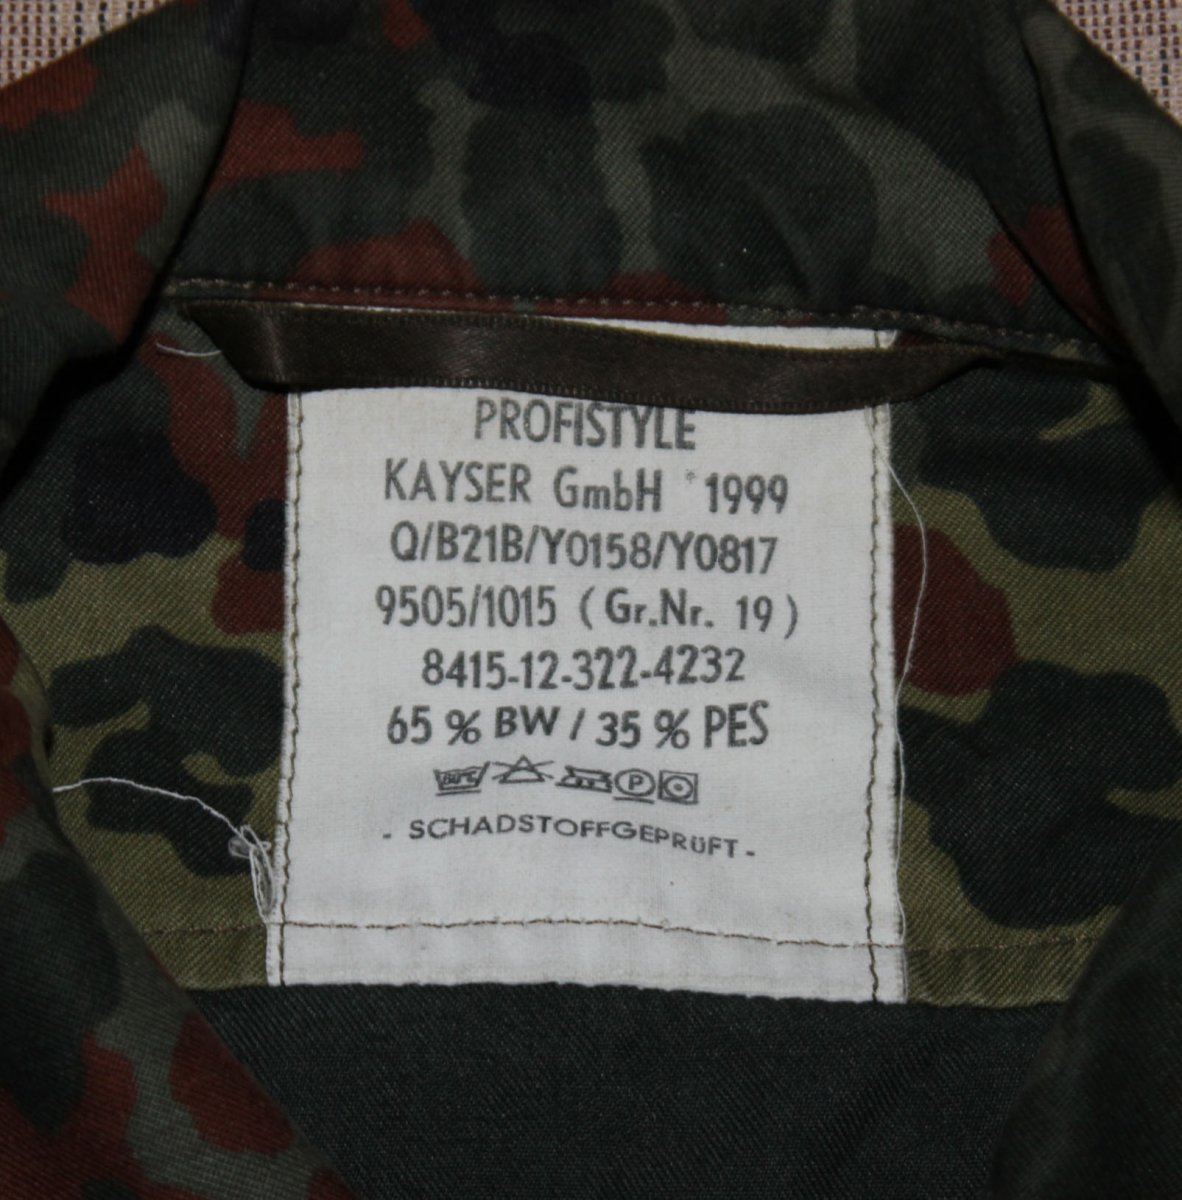 PROFISTYLE
KAYSER GmbH * 1999
Q/B21B/Y0158/Y0817
9505/1015 (Gr.Nr. 19)
8415-12-322-4232
65 % BW / 35 % PES
P
- SCHADSTOFFGEPRÜFT -